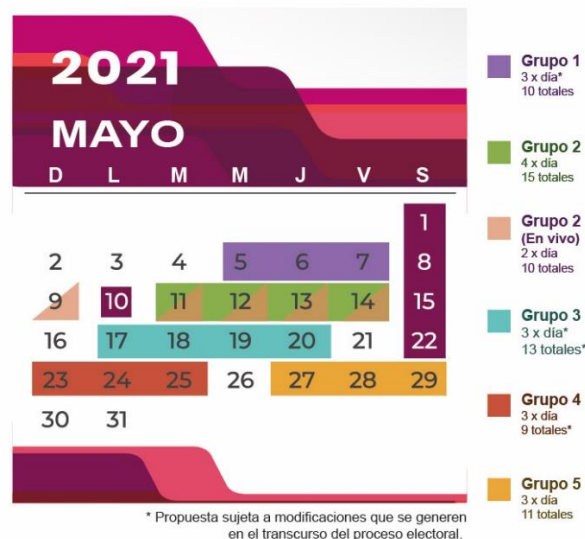 2021
MAYO
D L M M J V S
1
2 3 4 5 6 7 8
9 10 11 12 13 14 15
16 17 18 19 20 21 22
23 24 25 26 27 28 29
30 31
Grupo 1
3 x día*
10 totales
Grupo 2
4 x día
15 totales
Grupo 2
(En vivo)
2 x día
10 totales
Grupo 3
3 x día*
13 totales*
Grupo 4
3 x día
9 totales*
Grupo 5
3 x día
11 totales
* Propuesta sujeta a modificaciones que se generen
en el transcurso del proceso electoral.